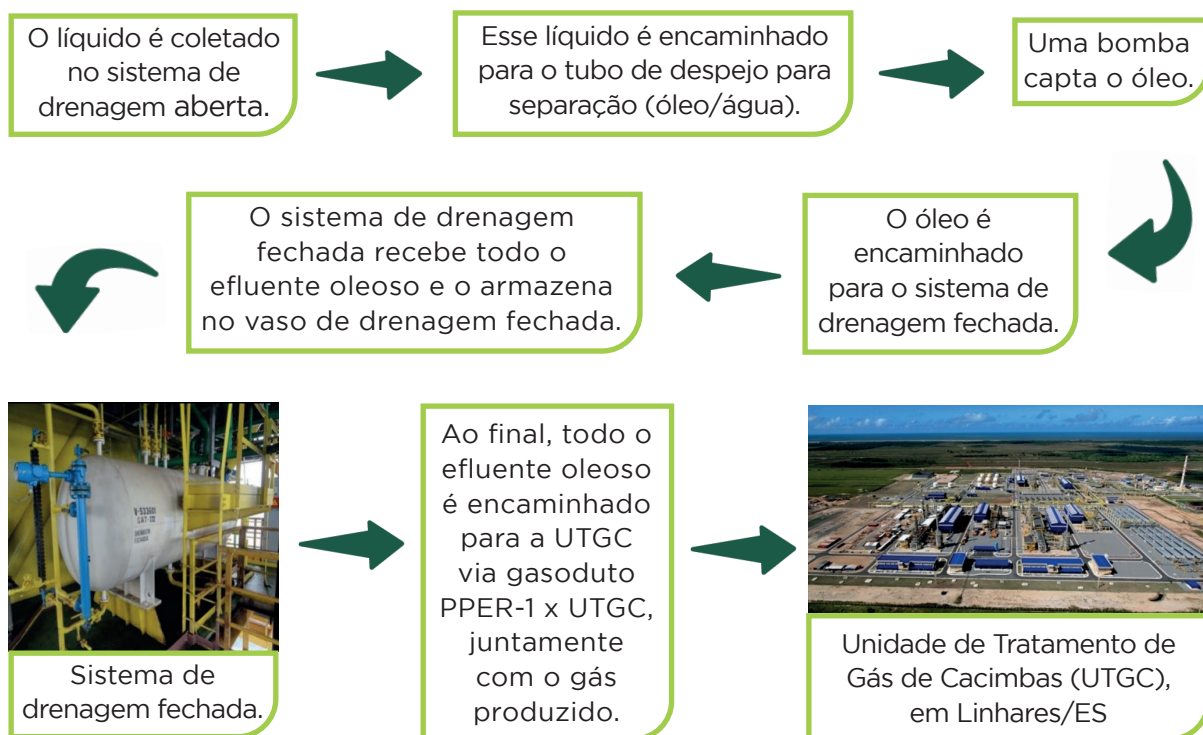 O líquido é coletado
no sistema de
drenagem aberta.
Esse líquido é encaminhado
para o tubo de despejo para
separação (óleo/água).
Uma bomba
capta o óleo.
O óleo é
encaminhado
para o sistema de
drenagem fechada.
O sistema de drenagem
fechada recebe todo o
efluente oleoso e o armazena
no vaso de drenagem fechada.
V-533601
Sistema de
drenagem fechada.
Ao final, todo o
efluente oleoso
é encaminhado
para a UTGC
via gasoduto
PPER-1 x UTGC,
juntamente
com o gás
produzido.
Unidade de Tratamento de
Gás de Cacimbas (UTGC),
em Linhares/ES